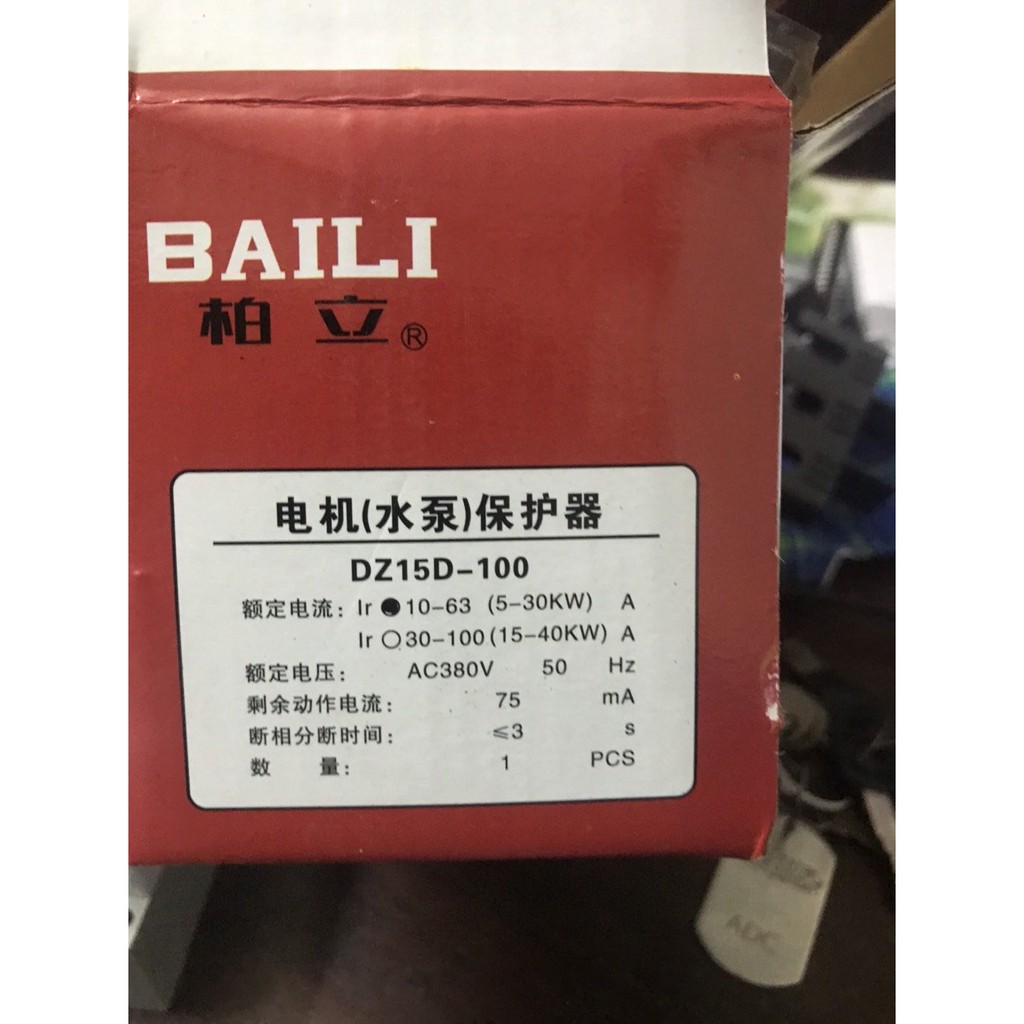 BAILI
柏立®
电机(水泵)保护器
DZ15D-100
额定电流: Ir ●10-63 (5-30KW) A
Ir ○30-100(15-40KW) A
额定电压: AC380V 50 Hz
剩余动作电流: 75 mA
断相分断时间: ≤3 s
数 量: 1 PCS